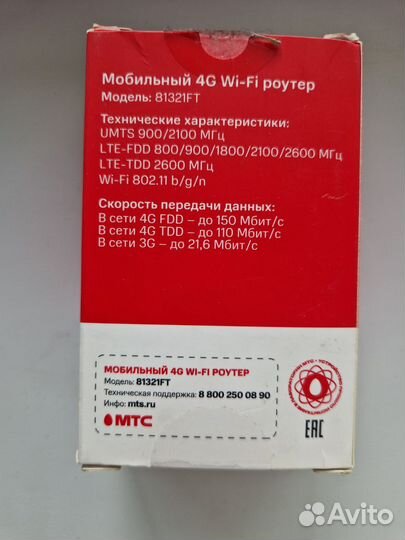 Мобильный 4G Wi-Fi роутер
Модель: 81321FT
Технические характеристики:
UMTS 900/2100 МГц
LTE-FDD 800/900/1800/2100/2600 МГц
LTE-TDD 2600 МГц
Wi-Fi 802.11 b/g/n
Скорость передачи данных:
В сети 4G FDD – до 150 Мбит/с
В сети 4G TDD – до 110 Мбит/с
В сети 3G – до 21,6 Мбит/с
МОБИЛЬНЫЙ 4G WI-FI РОУТЕР
Модель: 81321FT
Техническая поддержка: 8 800 250 08 90
Инфо: mts.ru
МТС
EAC
Avito